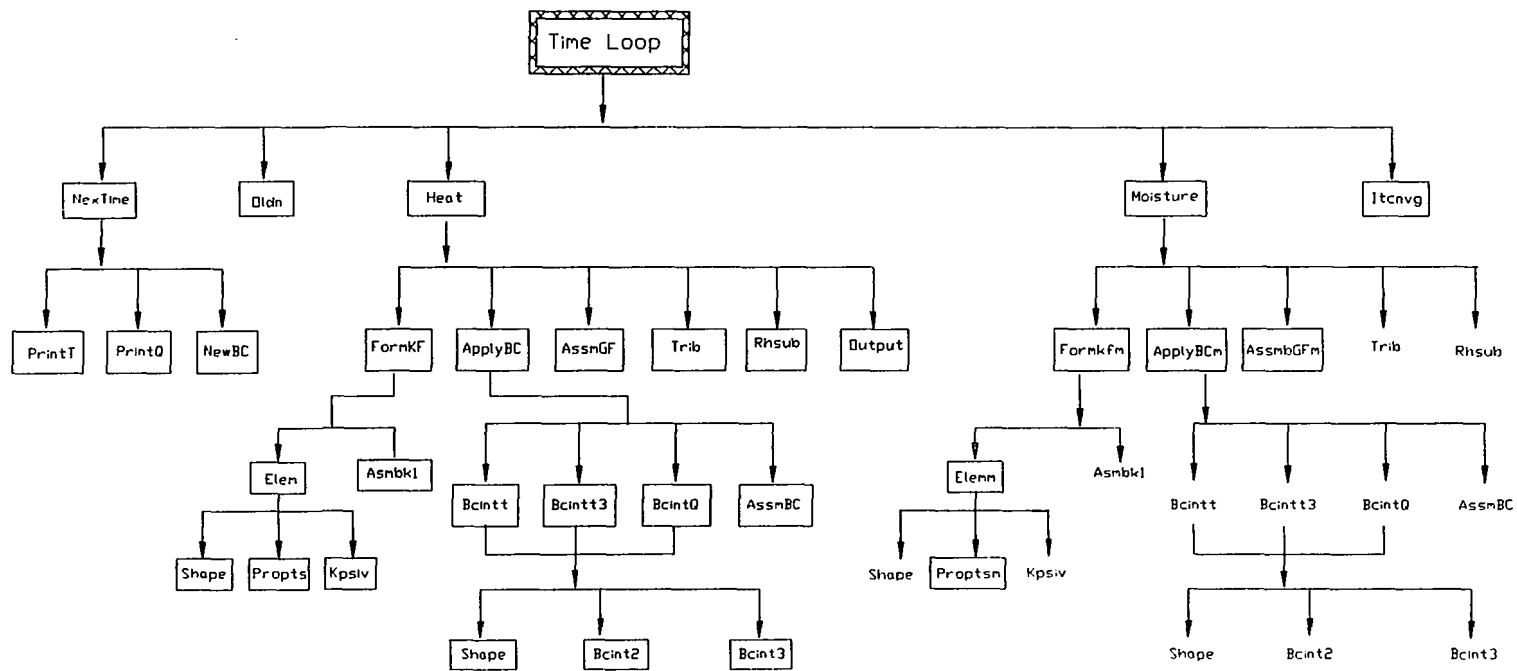 Time Loop
NexTime
Oldn
Heat
Moisture
Itcnvg
PrintT
PrintQ
NewBC
FormKF
ApplyBC
AssmGF
Trib
Rhsub
Output
Formkfm
ApplyBCm
AssmbGFm
Trib
Rhsub
Elem
Asmbk1
Bcintt
Bcintt3
BcintQ
AssmBC
Elemm
Asmbk1
Bcintt
Bcintt3
BcintQ
AssmBC
Shape
Propts
Kpsiv
Shape
Proptsm
Kpsiv
Shape
Bcint2
Bcint3
Shape
Bcint2
Bcint3